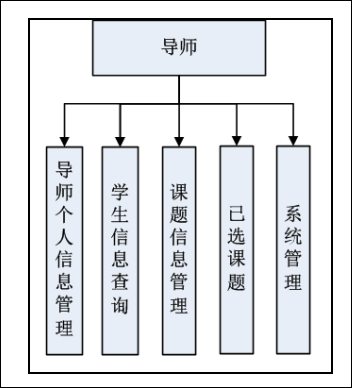 导师
导师个人信息管理
学生信息查询
课题信息管理
已选课题
系统管理